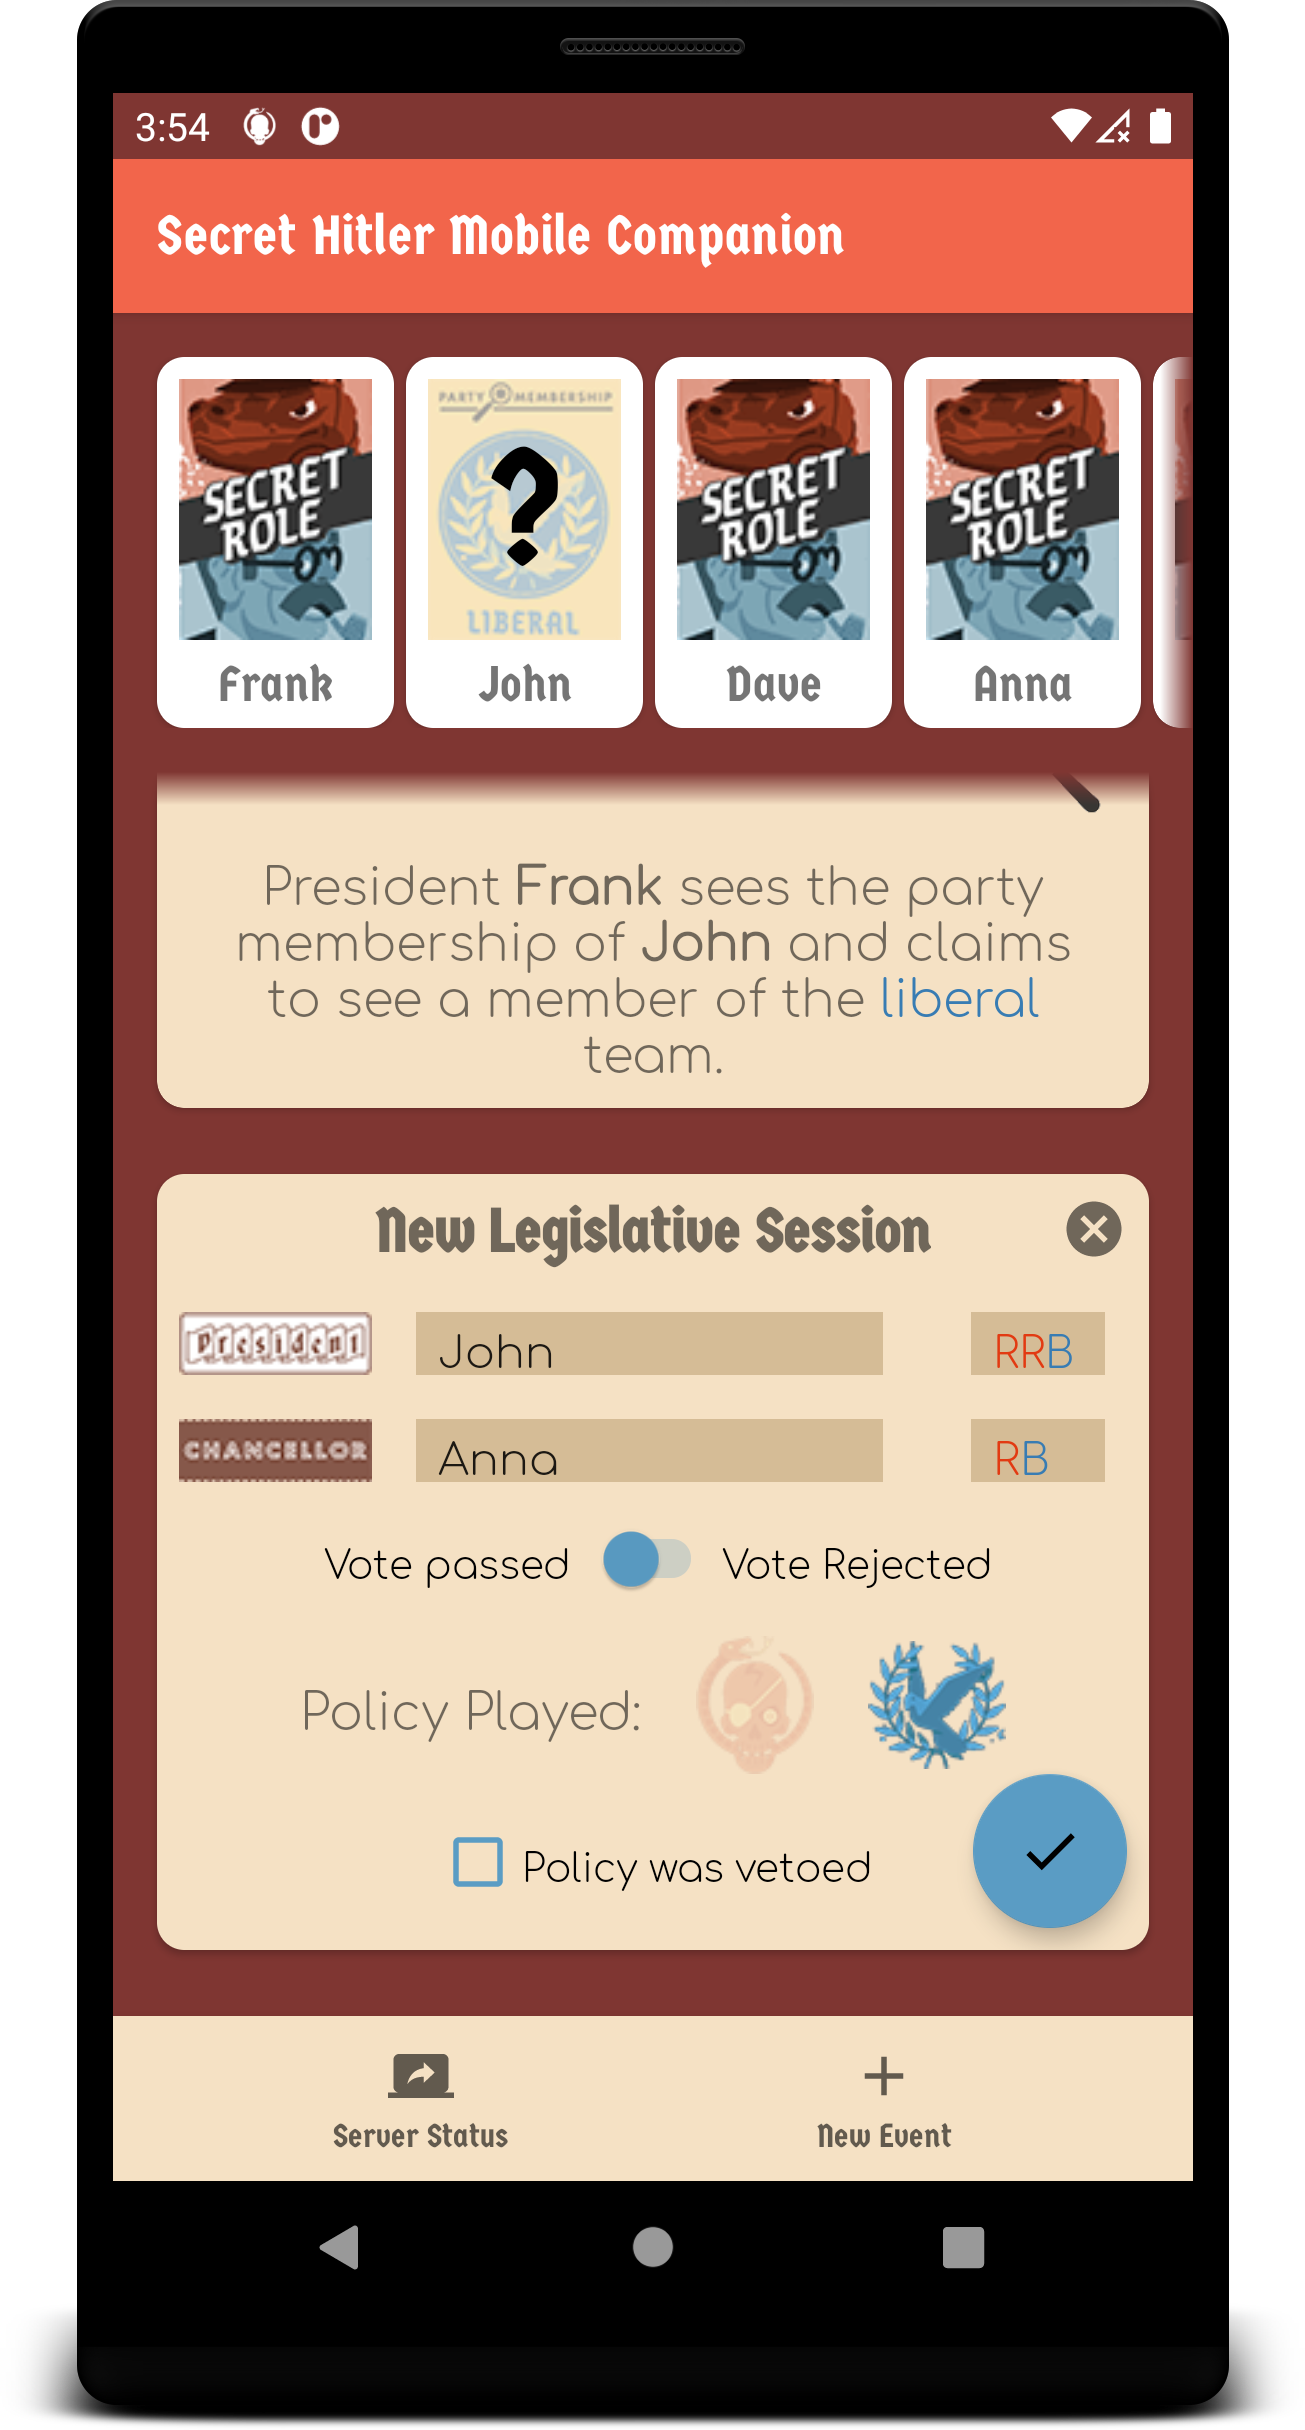 3:54
Secret Hitler Mobile Companion
SECRET
ROLE
PARTY MEMBERSHIP
?
LIBERAL
SECRET
ROLE
SECRET
ROLE
Frank
John
Dave
Anna
President Frank sees the party
membership of John and claims
to see a member of the liberal
team.
New Legislative Session
President
John
RRB
CHANCELLOR
Anna
RB
Vote passed
Vote Rejected
Policy Played:
Policy was vetoed
Server Status
New Event